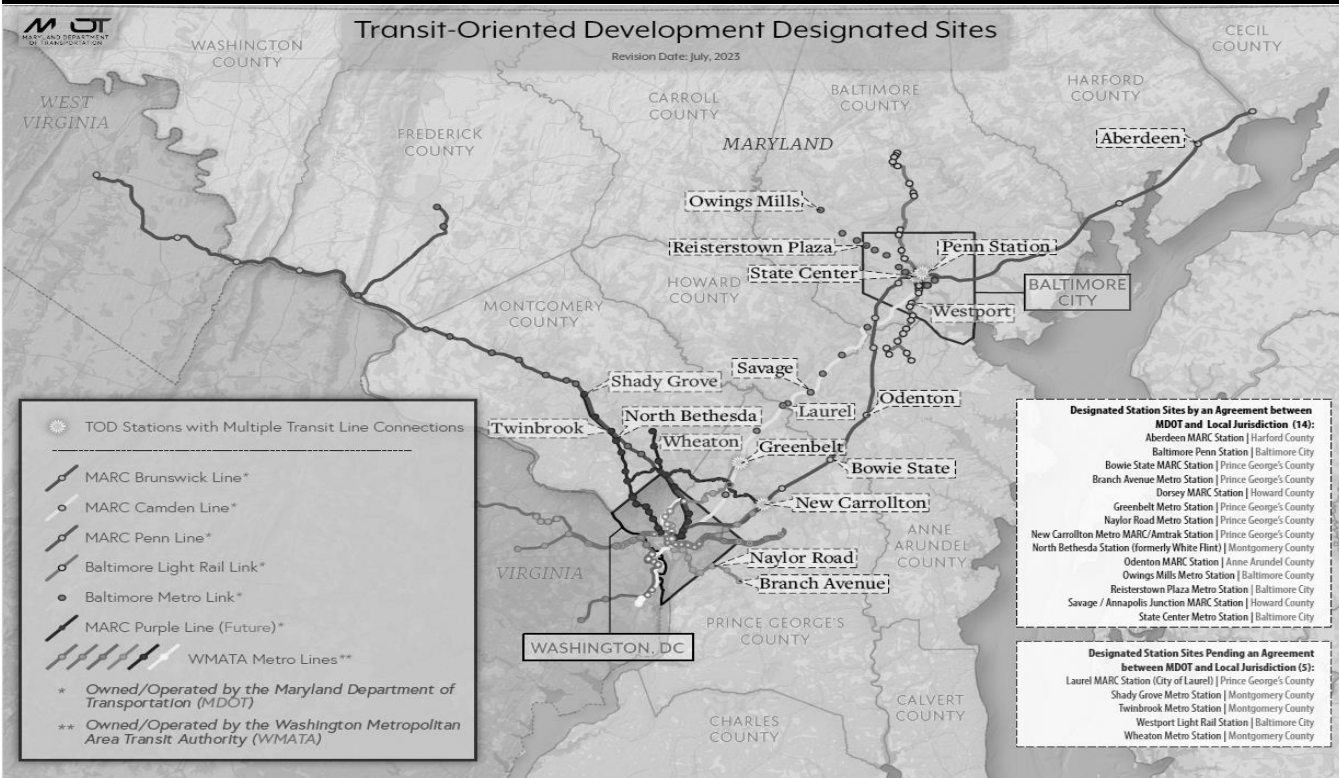 MDOT
MARYLAND DEPARTMENT
OF TRANSPORTATION
Transit-Oriented Development Designated Sites
Revision Date: July, 2023
WASHINGTON
COUNTY
WEST
VIRGINIA
FREDERICK
COUNTY
CARROLL
COUNTY
BALTIMORE
COUNTY
HARFORD
COUNTY
CECIL
COUNTY
MARYLAND
Aberdeen
Owings Mills
Reisterstown Plaza
Penn Station
State Center
HOWARD
COUNTY
BALTIMORE
CITY
MONTGOMERY
COUNTY
Westport
Savage
Shady Grove
Laurel
Odenton
North Bethesda
Twinbrook
Wheaton
Greenbelt
Bowie State
New Carrollton
ANNE
ARUNDEL
COUNTY
VIRGINIA
Naylor Road
Branch Avenue
PRINCE GEORGE'S
COUNTY
WASHINGTON, DC
CALVERT
COUNTY
CHARLES
COUNTY
TOD Stations with Multiple Transit Line Connections
MARC Brunswick Line*
MARC Camden Line*
MARC Penn Line*
Baltimore Light Rail Link*
Baltimore Metro Link*
MARC Purple Line (Future)*
WMATA Metro Lines**
* Owned/Operated by the Maryland Department of
Transportation (MDOT)
** Owned/Operated by the Washington Metropolitan
Area Transit Authority (WMATA)
Designated Station Sites by an Agreement between
MDOT and Local Jurisdiction (14):
Aberdeen MARC Station | Harford County
Baltimore Penn Station | Baltimore City
Bowie State MARC Station | Prince George's County
Branch Avenue Metro Station | Prince George's County
Dorsey MARC Station | Howard County
Greenbelt Metro Station | Prince George's County
Naylor Road Metro Station | Prince George's County
New Carrollton Metro MARC/Amtrak Station | Prince George's County
North Bethesda Station (formerly White Flint) | Montgomery County
Odenton MARC Station | Anne Arundel County
Owings Mills Metro Station | Baltimore County
Reisterstown Plaza Metro Station | Baltimore City
Savage / Annapolis Junction MARC Station | Howard County
State Center Metro Station | Baltimore City
Designated Station Sites Pending an Agreement
between MDOT and Local Jurisdiction (5):
Laurel MARC Station (City of Laurel) | Prince George's County
Shady Grove Metro Station | Montgomery County
Twinbrook Metro Station | Montgomery County
Westport Light Rail Station | Baltimore City
Wheaton Metro Station | Montgomery County